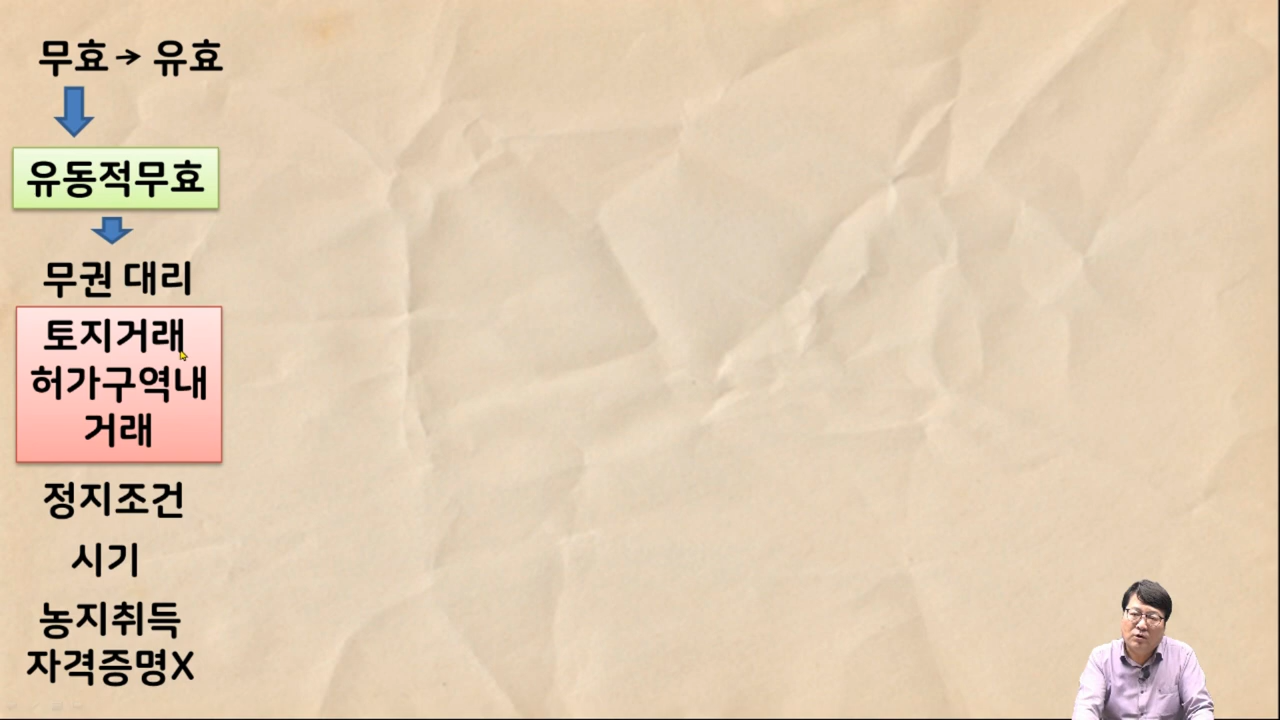 무효 → 유효
유동적무효
무권 대리
토지거래
허가구역내
거래
정지조건
시기
농지취득
자격증명X